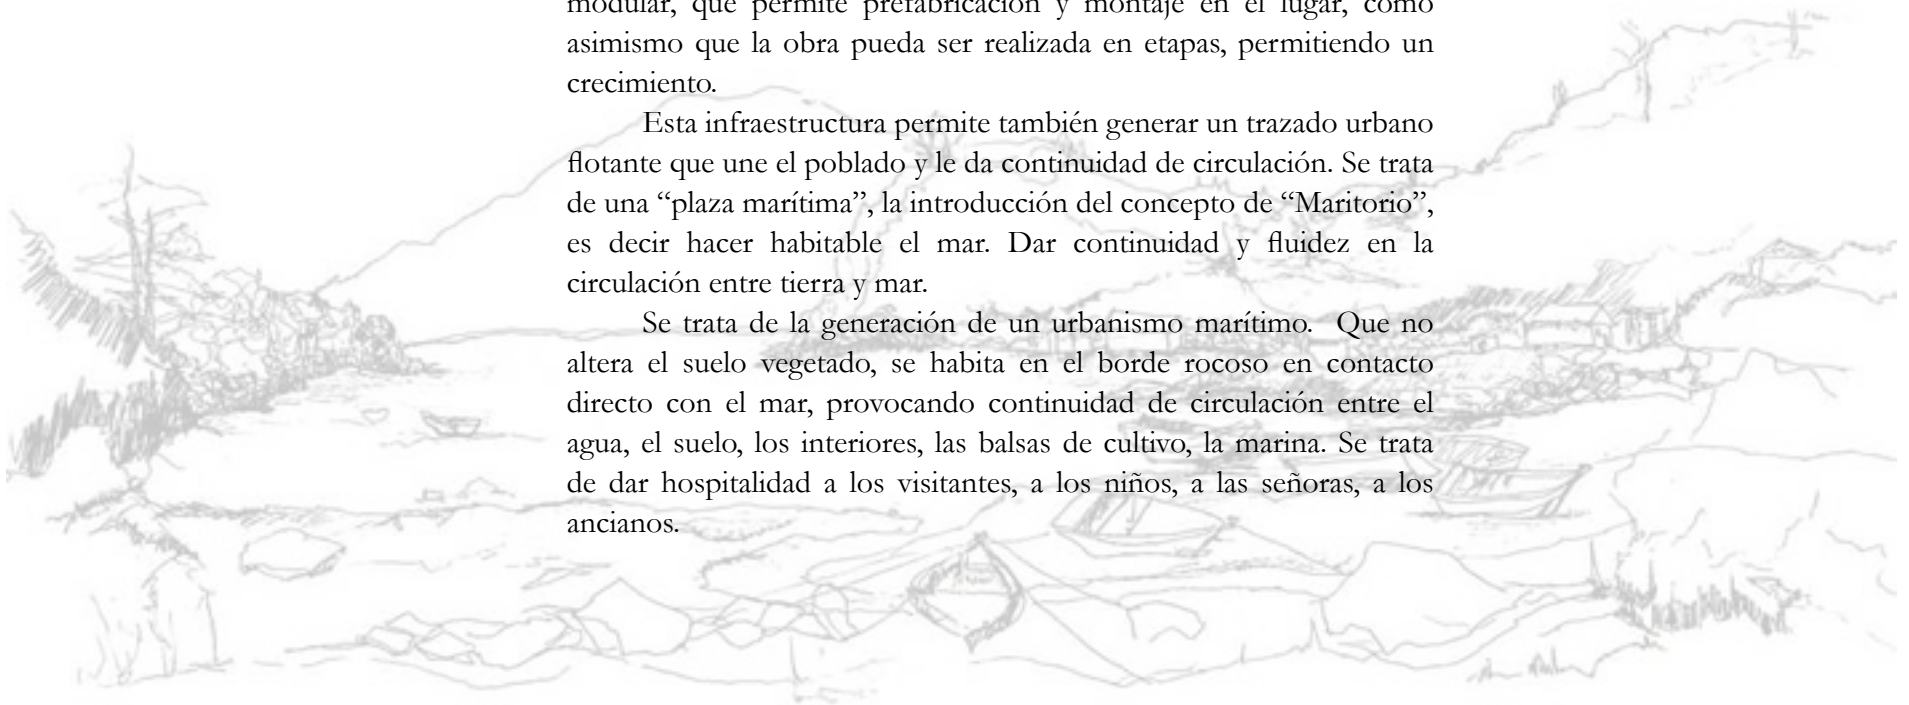 modular, que permite prefabricación y montaje en el lugar, como
asimismo que la obra pueda ser realizada en etapas, permitiendo un
crecimiento.
Esta infraestructura permite también generar un trazado urbano
flotante que une el poblado y le da continuidad de circulación. Se trata
de una “plaza marítima”, la introducción del concepto de “Maritorio”,
es decir hacer habitable el mar. Dar continuidad y fluidez en la
circulación entre tierra y mar.
Se trata de la generación de un urbanismo marítimo.  Que no
altera el suelo vegetado, se habita en el borde rocoso en contacto
directo con el mar, provocando continuidad de circulación entre el
agua, el suelo, los interiores, las balsas de cultivo, la marina. Se trata
de dar hospitalidad a los visitantes, a los niños, a las señoras, a los
ancianos.